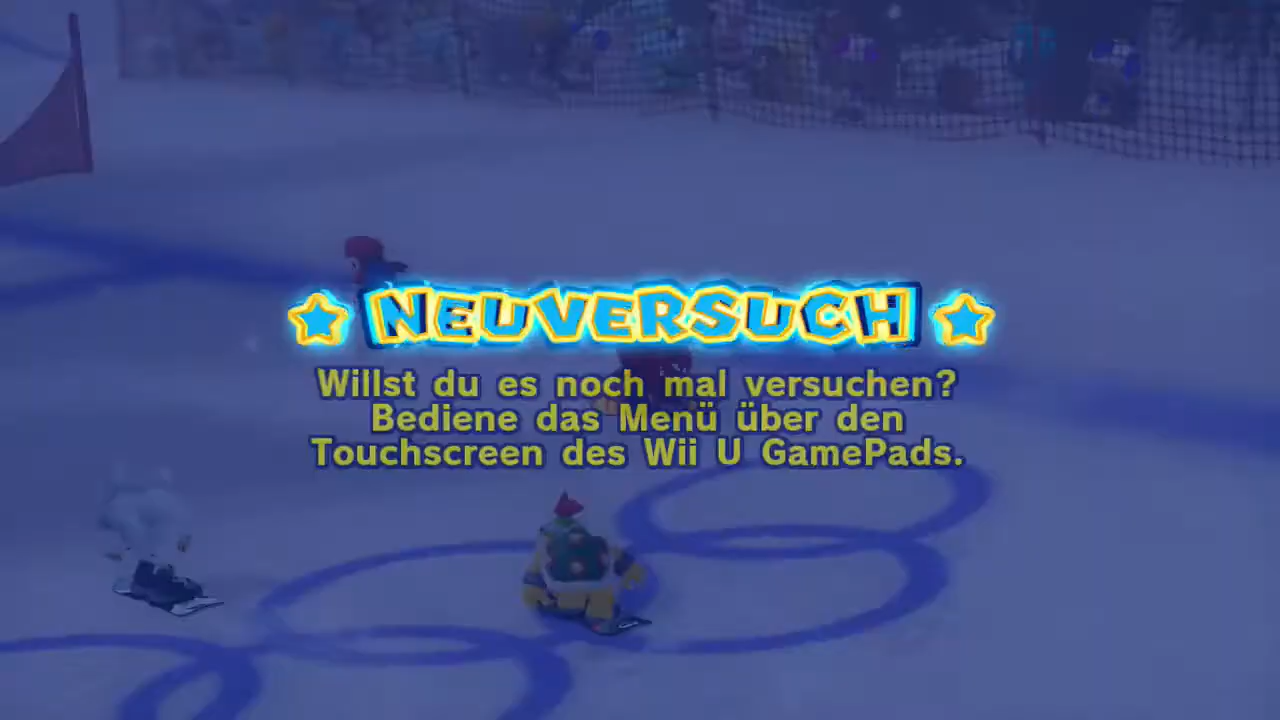 NEUVERSUCH
Willst du es noch mal versuchen?
Bediene das Menü über den
Touchscreen des Wii U GamePads.